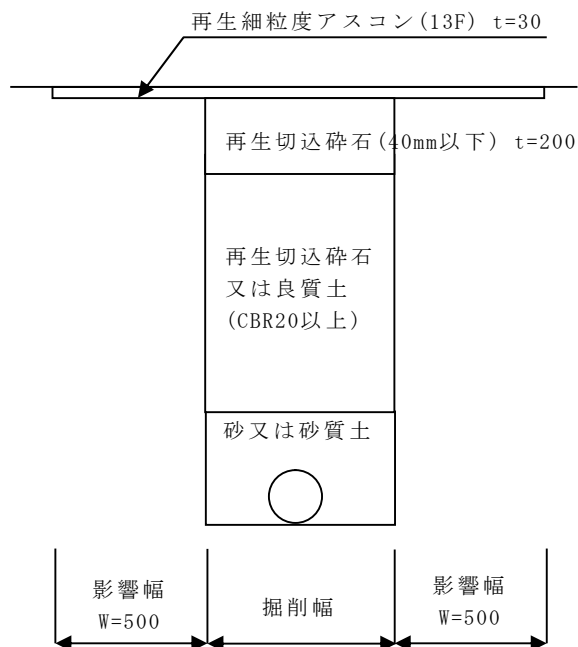 再生細粒度アスコン(13F) t=30
再生切込砕石(40mm以下) t=200
再生切込砕石
又は良質土
(CBR20以上)
砂又は砂質土
影響幅
W=500
掘削幅
影響幅
W=500